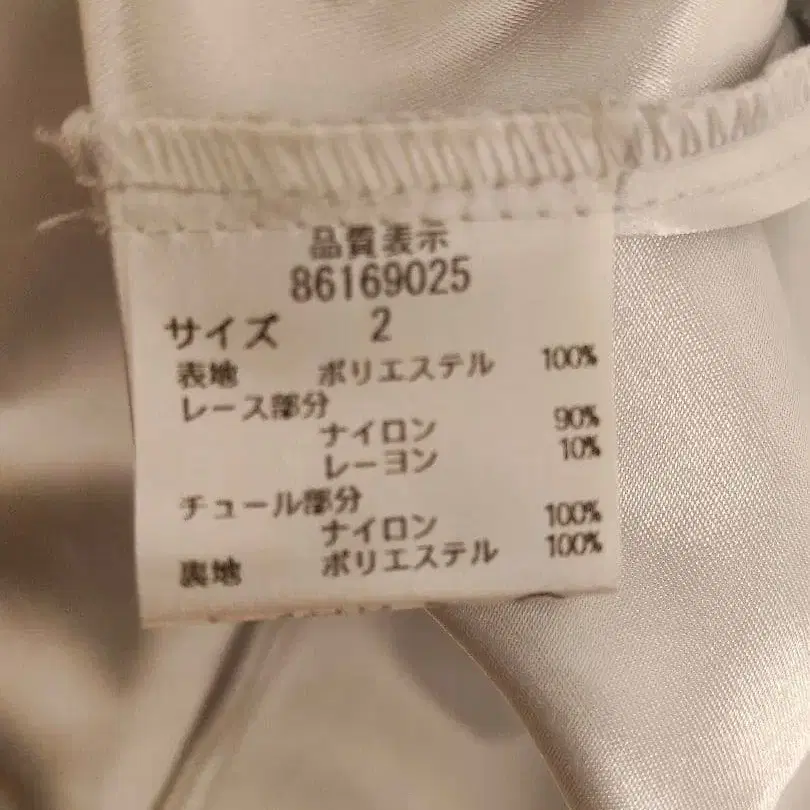 品質表示
86169025
サイズ 2
表地 ポリエステル 100%
レース部分
ナイロン 90%
レーヨン 10%
チュール部分
ナイロン 100%
裏地 ポリエステル 100%